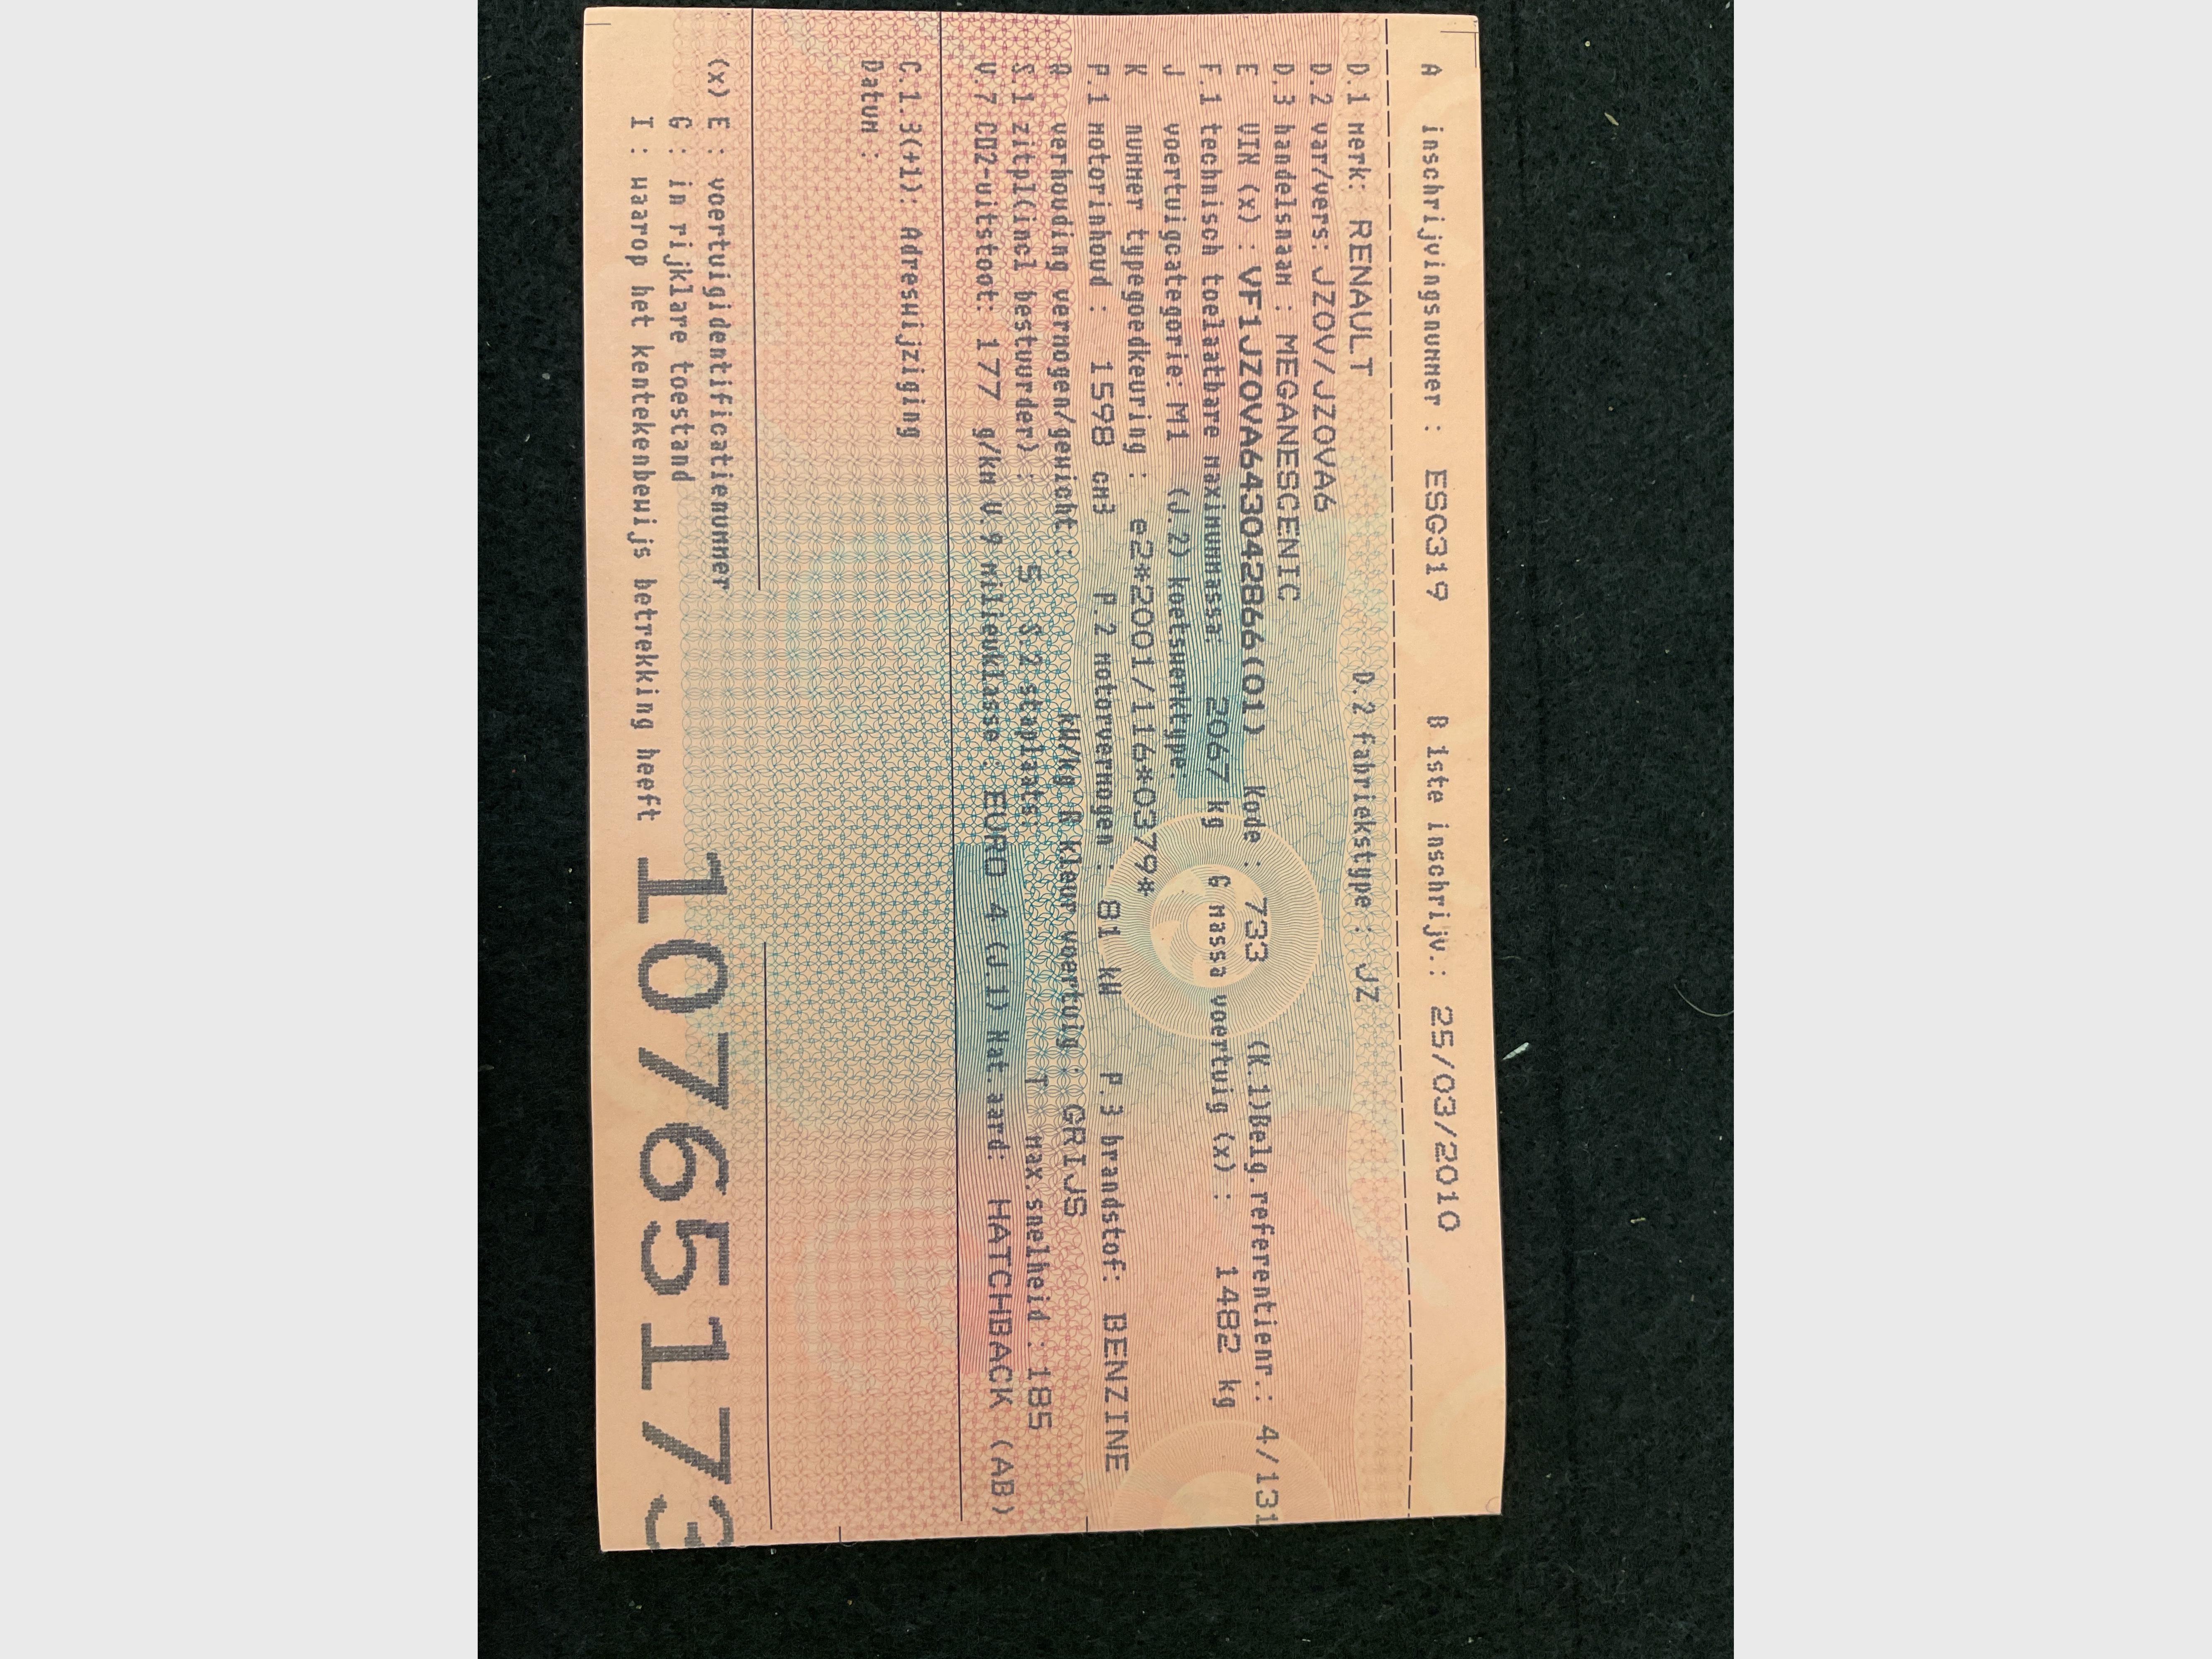 A inschrijvingsnummer : ESG319 B 1ste inschrijv.: 25/03/2010
D.1 merk: RENAULT D.2 fabriekstype : JZ
D.2 var/vers: JZOV/JZOVA6
D.3 handelsnaam : MEGANESCENIC
E VIN (x) : VF1JZOVA643042866(01) Kode : 733 (K.1)Belg.referentienr.: 4/131
F.1 technisch toelaatbare maximummassa: 2067 kg G massa voertuig (x) : 1482 kg
J voertuigcategorie: M1 (J.2) koetswerktype:
K nummer typegoedkeuring : e2*2001/116*0379*
P.1 motorinhoud : 1598 cm3 P.2 motorvermogen : 81 kW P.3 brandstof: BENZINE
Q verhouding vermogen/gewicht : kW/kg R kleur voertuig : GRIJS
S.1 zitpl(incl bestuurder) : 5 S.2 staplaats: T max.snelheid : 185
V.7 CO2-uitstoot: 177 g/km V.9 milieuklasse : EURO 4 (J.1) Nat.aard: HATCHBACK (AB)
C.1.3(+1): Adreswijziging
Datum :
(x) E : voertuigidentificatienummer
G : in rijklare toestand
I : waarop het kentekenbewijs betrekking heeft
10765173